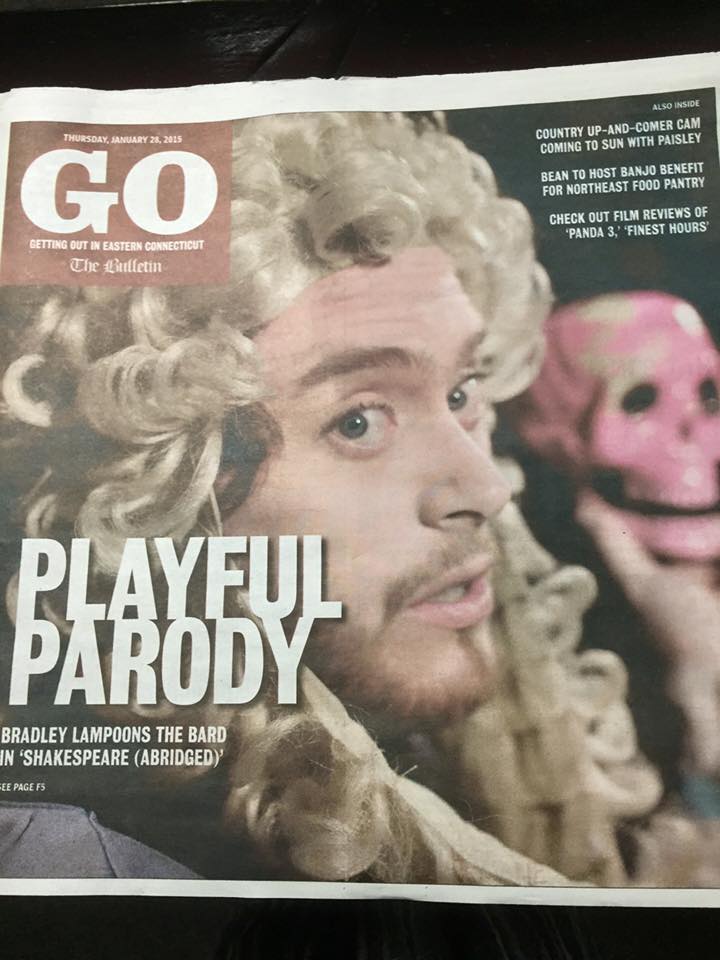 THURSDAY, JANUARY 28, 2015
GO
GETTING OUT IN EASTERN CONNECTICUT
The Bulletin
ALSO INSIDE
COUNTRY UP-AND-COMER CAM
COMING TO SUN WITH PAISLEY
BEAN TO HOST BANJO BENEFIT
FOR NORTHEAST FOOD PANTRY
CHECK OUT FILM REVIEWS OF
'PANDA 3,' 'FINEST HOURS'
PLAYFUL
PARODY
BRADLEY LAMPOONS THE BARD
IN 'SHAKESPEARE (ABRIDGED)'
SEE PAGE F5